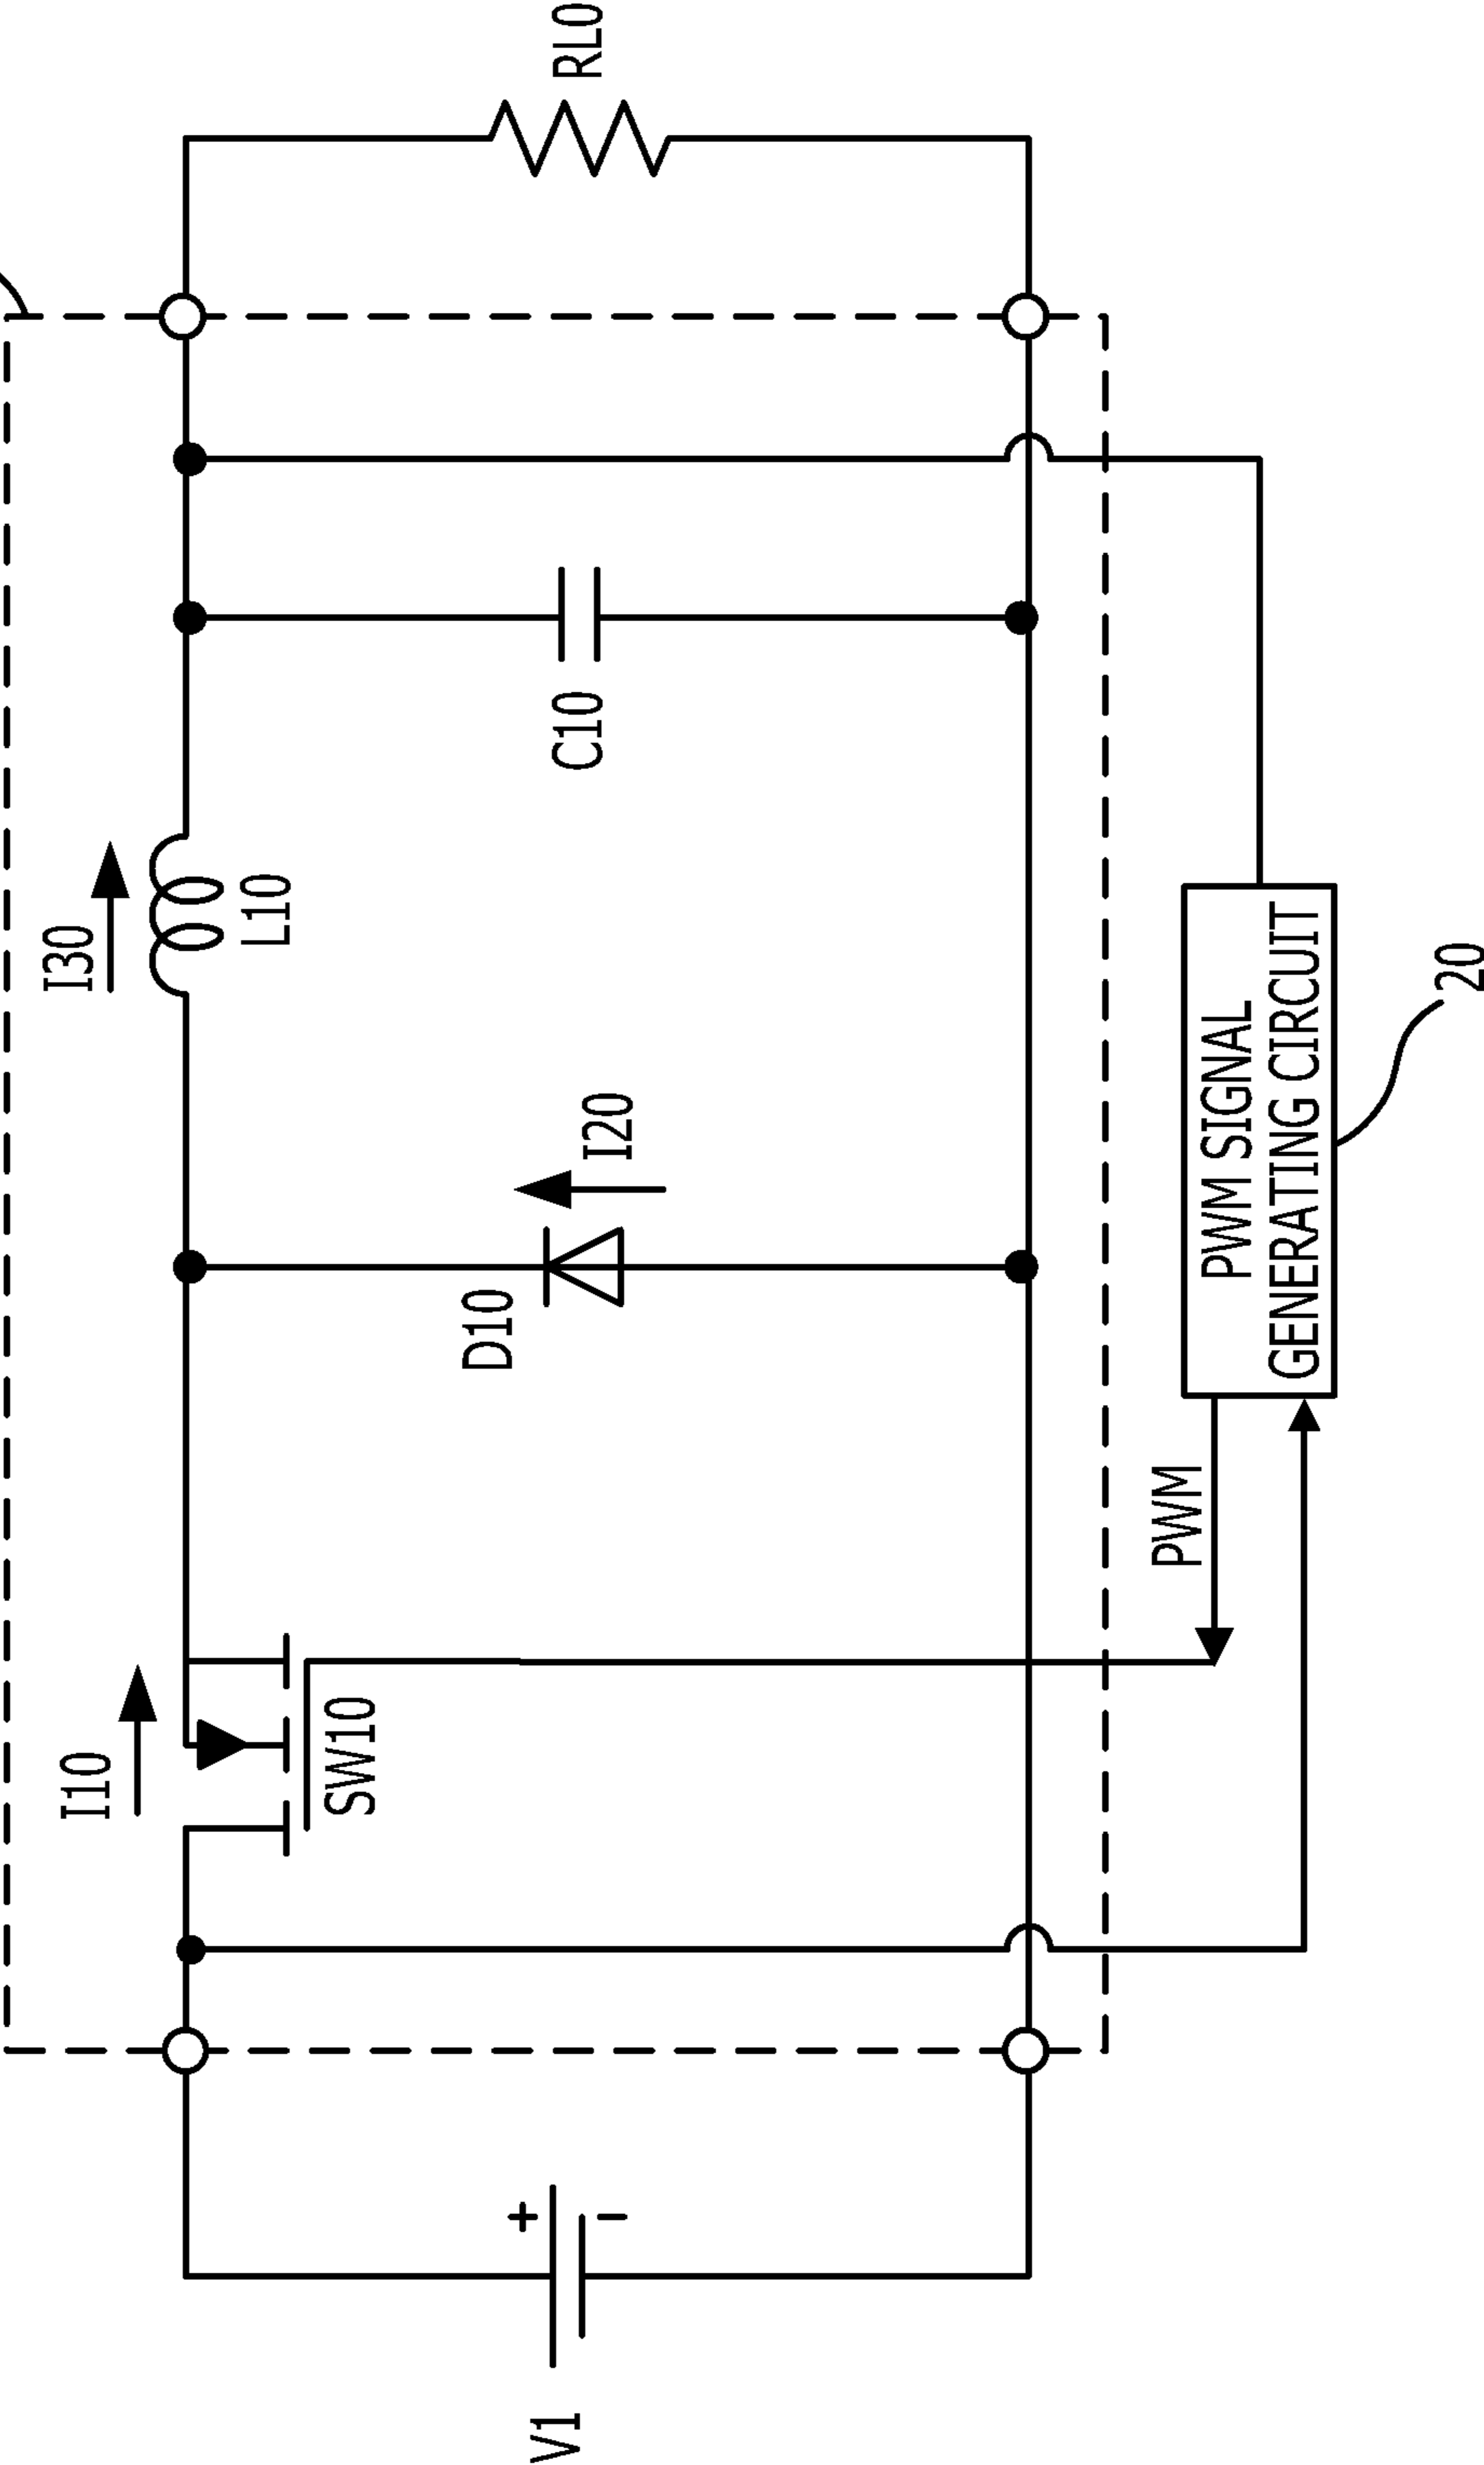 I10
I30
SW10
L10
D10
I20
C10
RL0
V1
+
-
PWM
PWM SIGNAL
GENERATING CIRCUIT
20